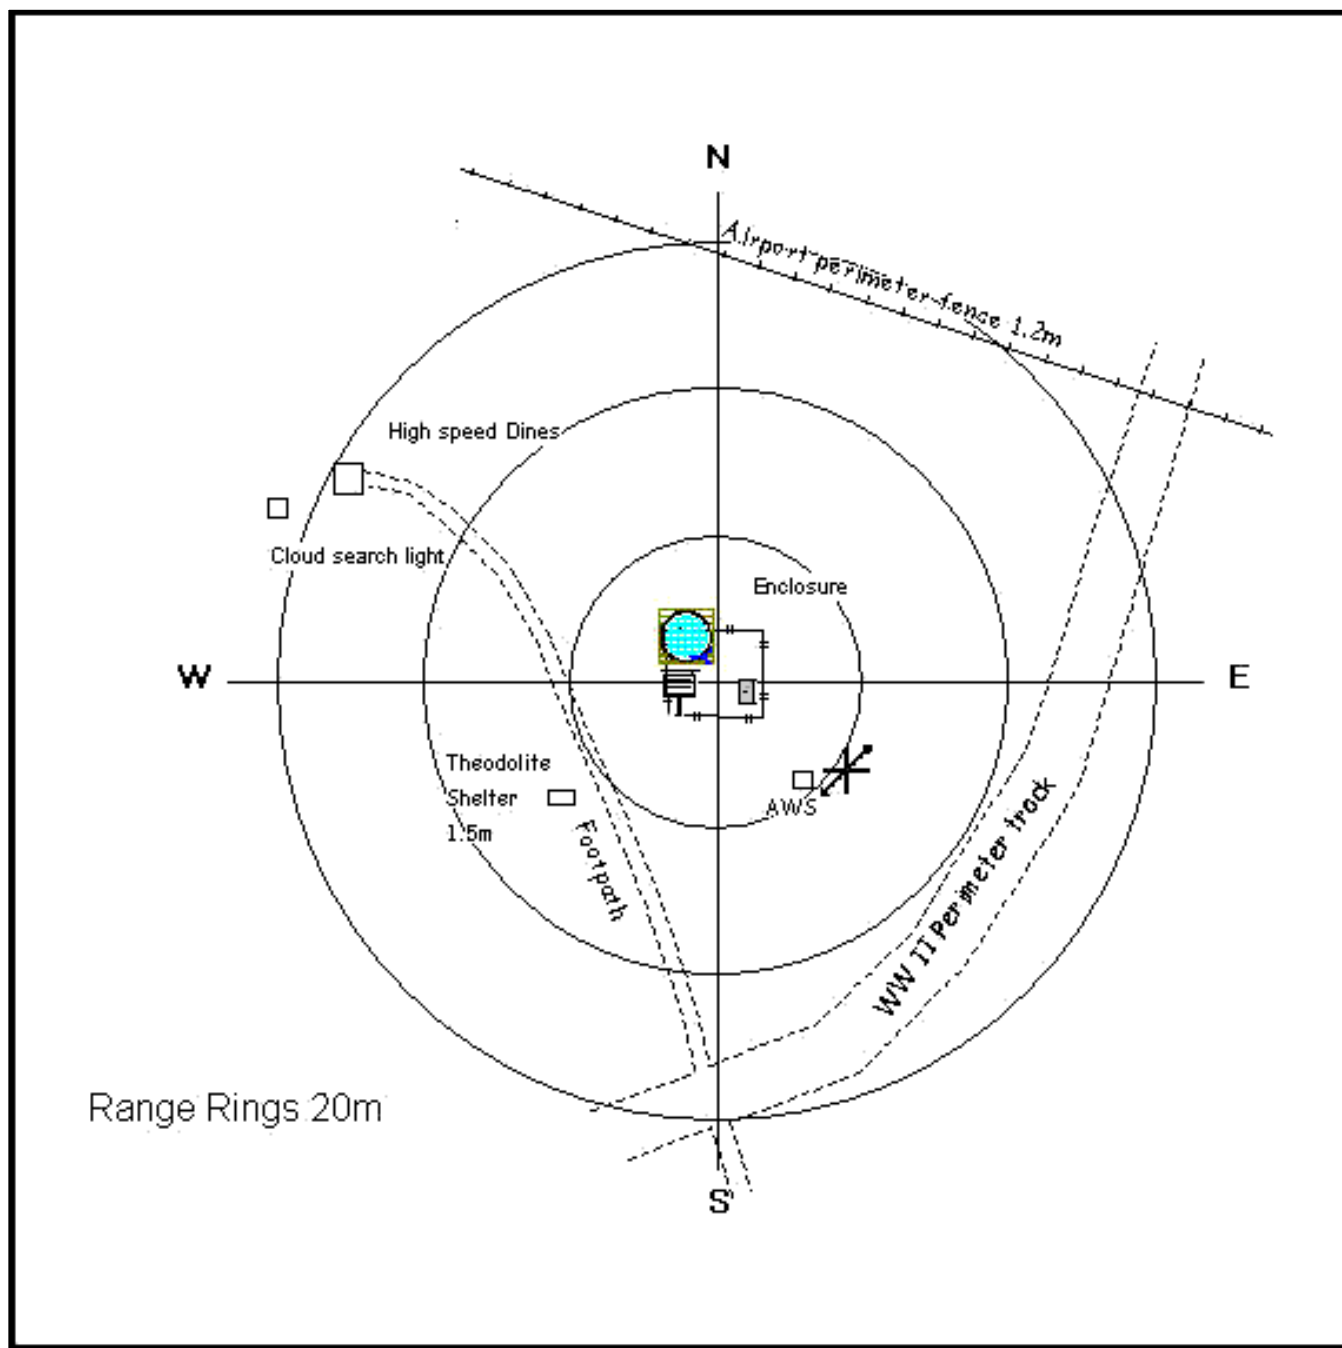 N
Airport perimeter fence 1.2m
High speed Dines
Cloud search light
Enclosure
W
E
Theodolite
Shelter
1.5m
AWS
Footpath
WW II Perimeter track
Range Rings 20m
S